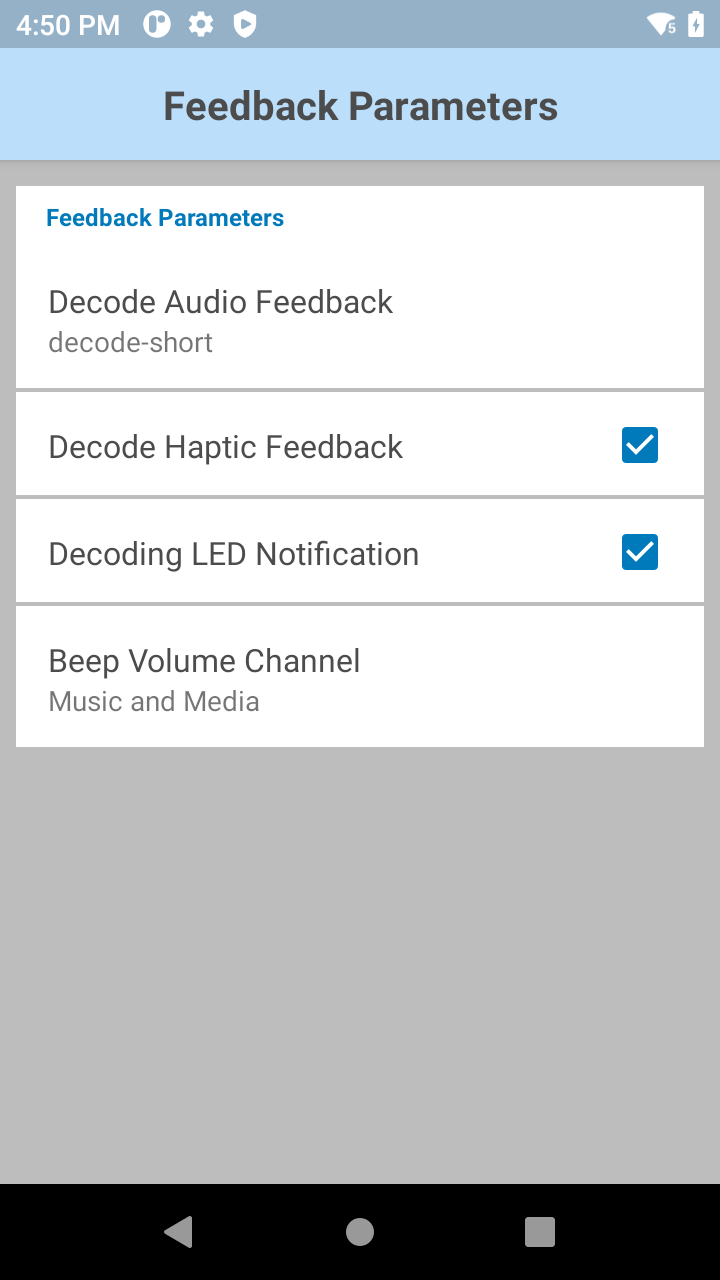 4:50 PM
5
Feedback Parameters
Feedback Parameters
Decode Audio Feedback
decode-short
Decode Haptic Feedback
Decoding LED Notification
Beep Volume Channel
Music and Media